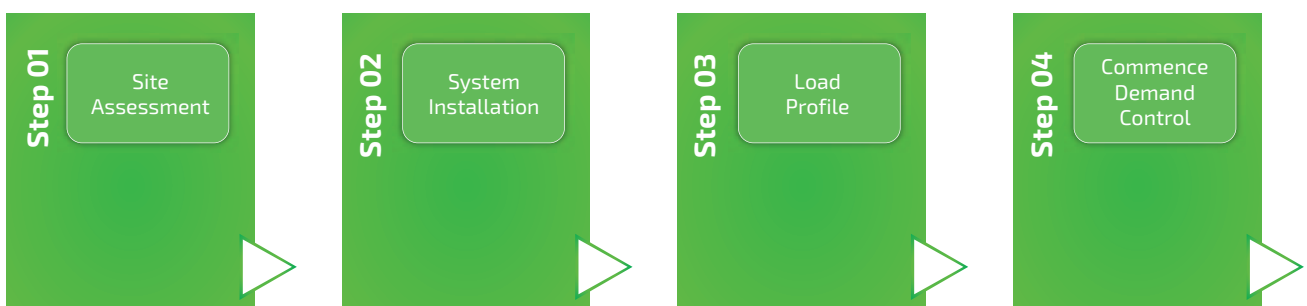 Step 01
Site
Assessment
Step 02
System
Installation
Step 03
Load
Profile
Step 04
Commence
Demand
Control